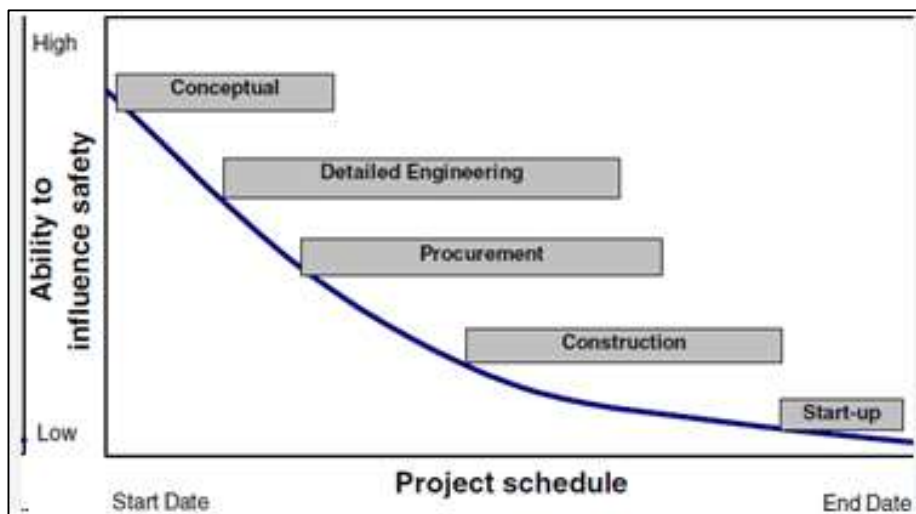 High
Conceptual
Detailed Engineering
Procurement
Construction
Start-up
Ability to
influence safety
Low
Project schedule
Start Date
End Date